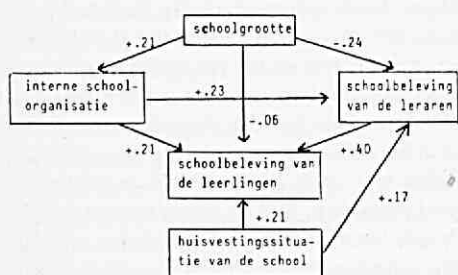 schoolgrootte
+.21
-.24
interne school-
organisatie
+.23
schoolbeleving
van de leraren
-.06
+.21
+.40
schoolbeleving van
de leerlingen
+.17
+.21
huisvestingssitua-
tie van de school